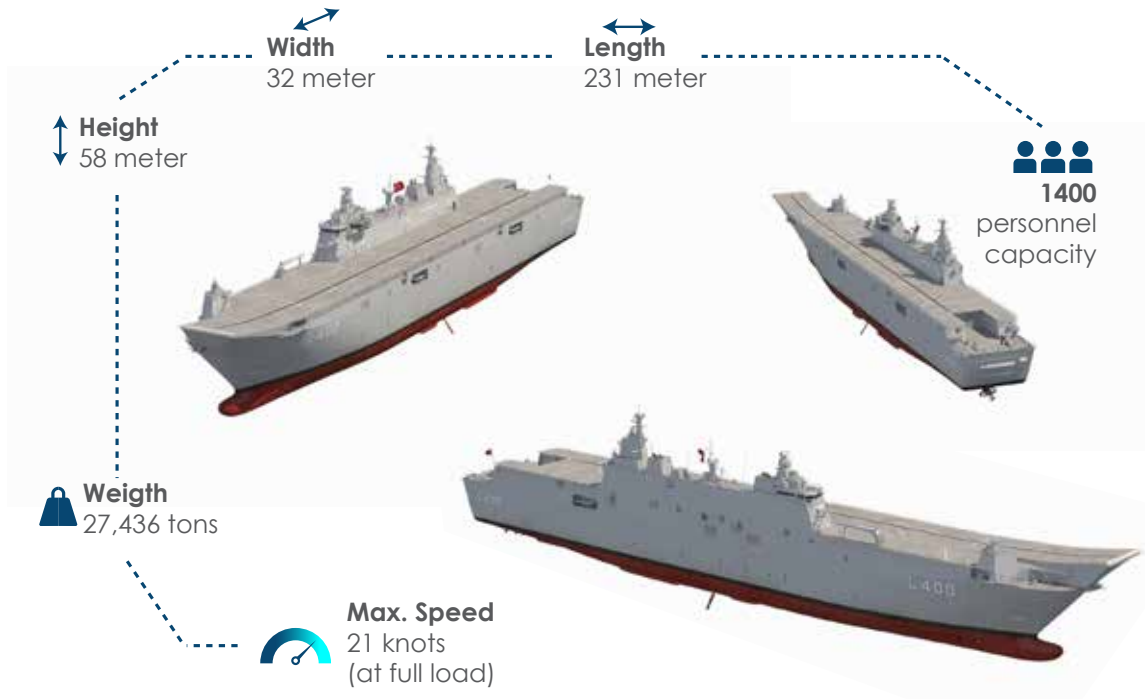 Width
32 meter
Length
231 meter
Height
58 meter
1400
personnel
capacity
Weigth
27,436 tons
L400
Max. Speed
21 knots
(at full load)